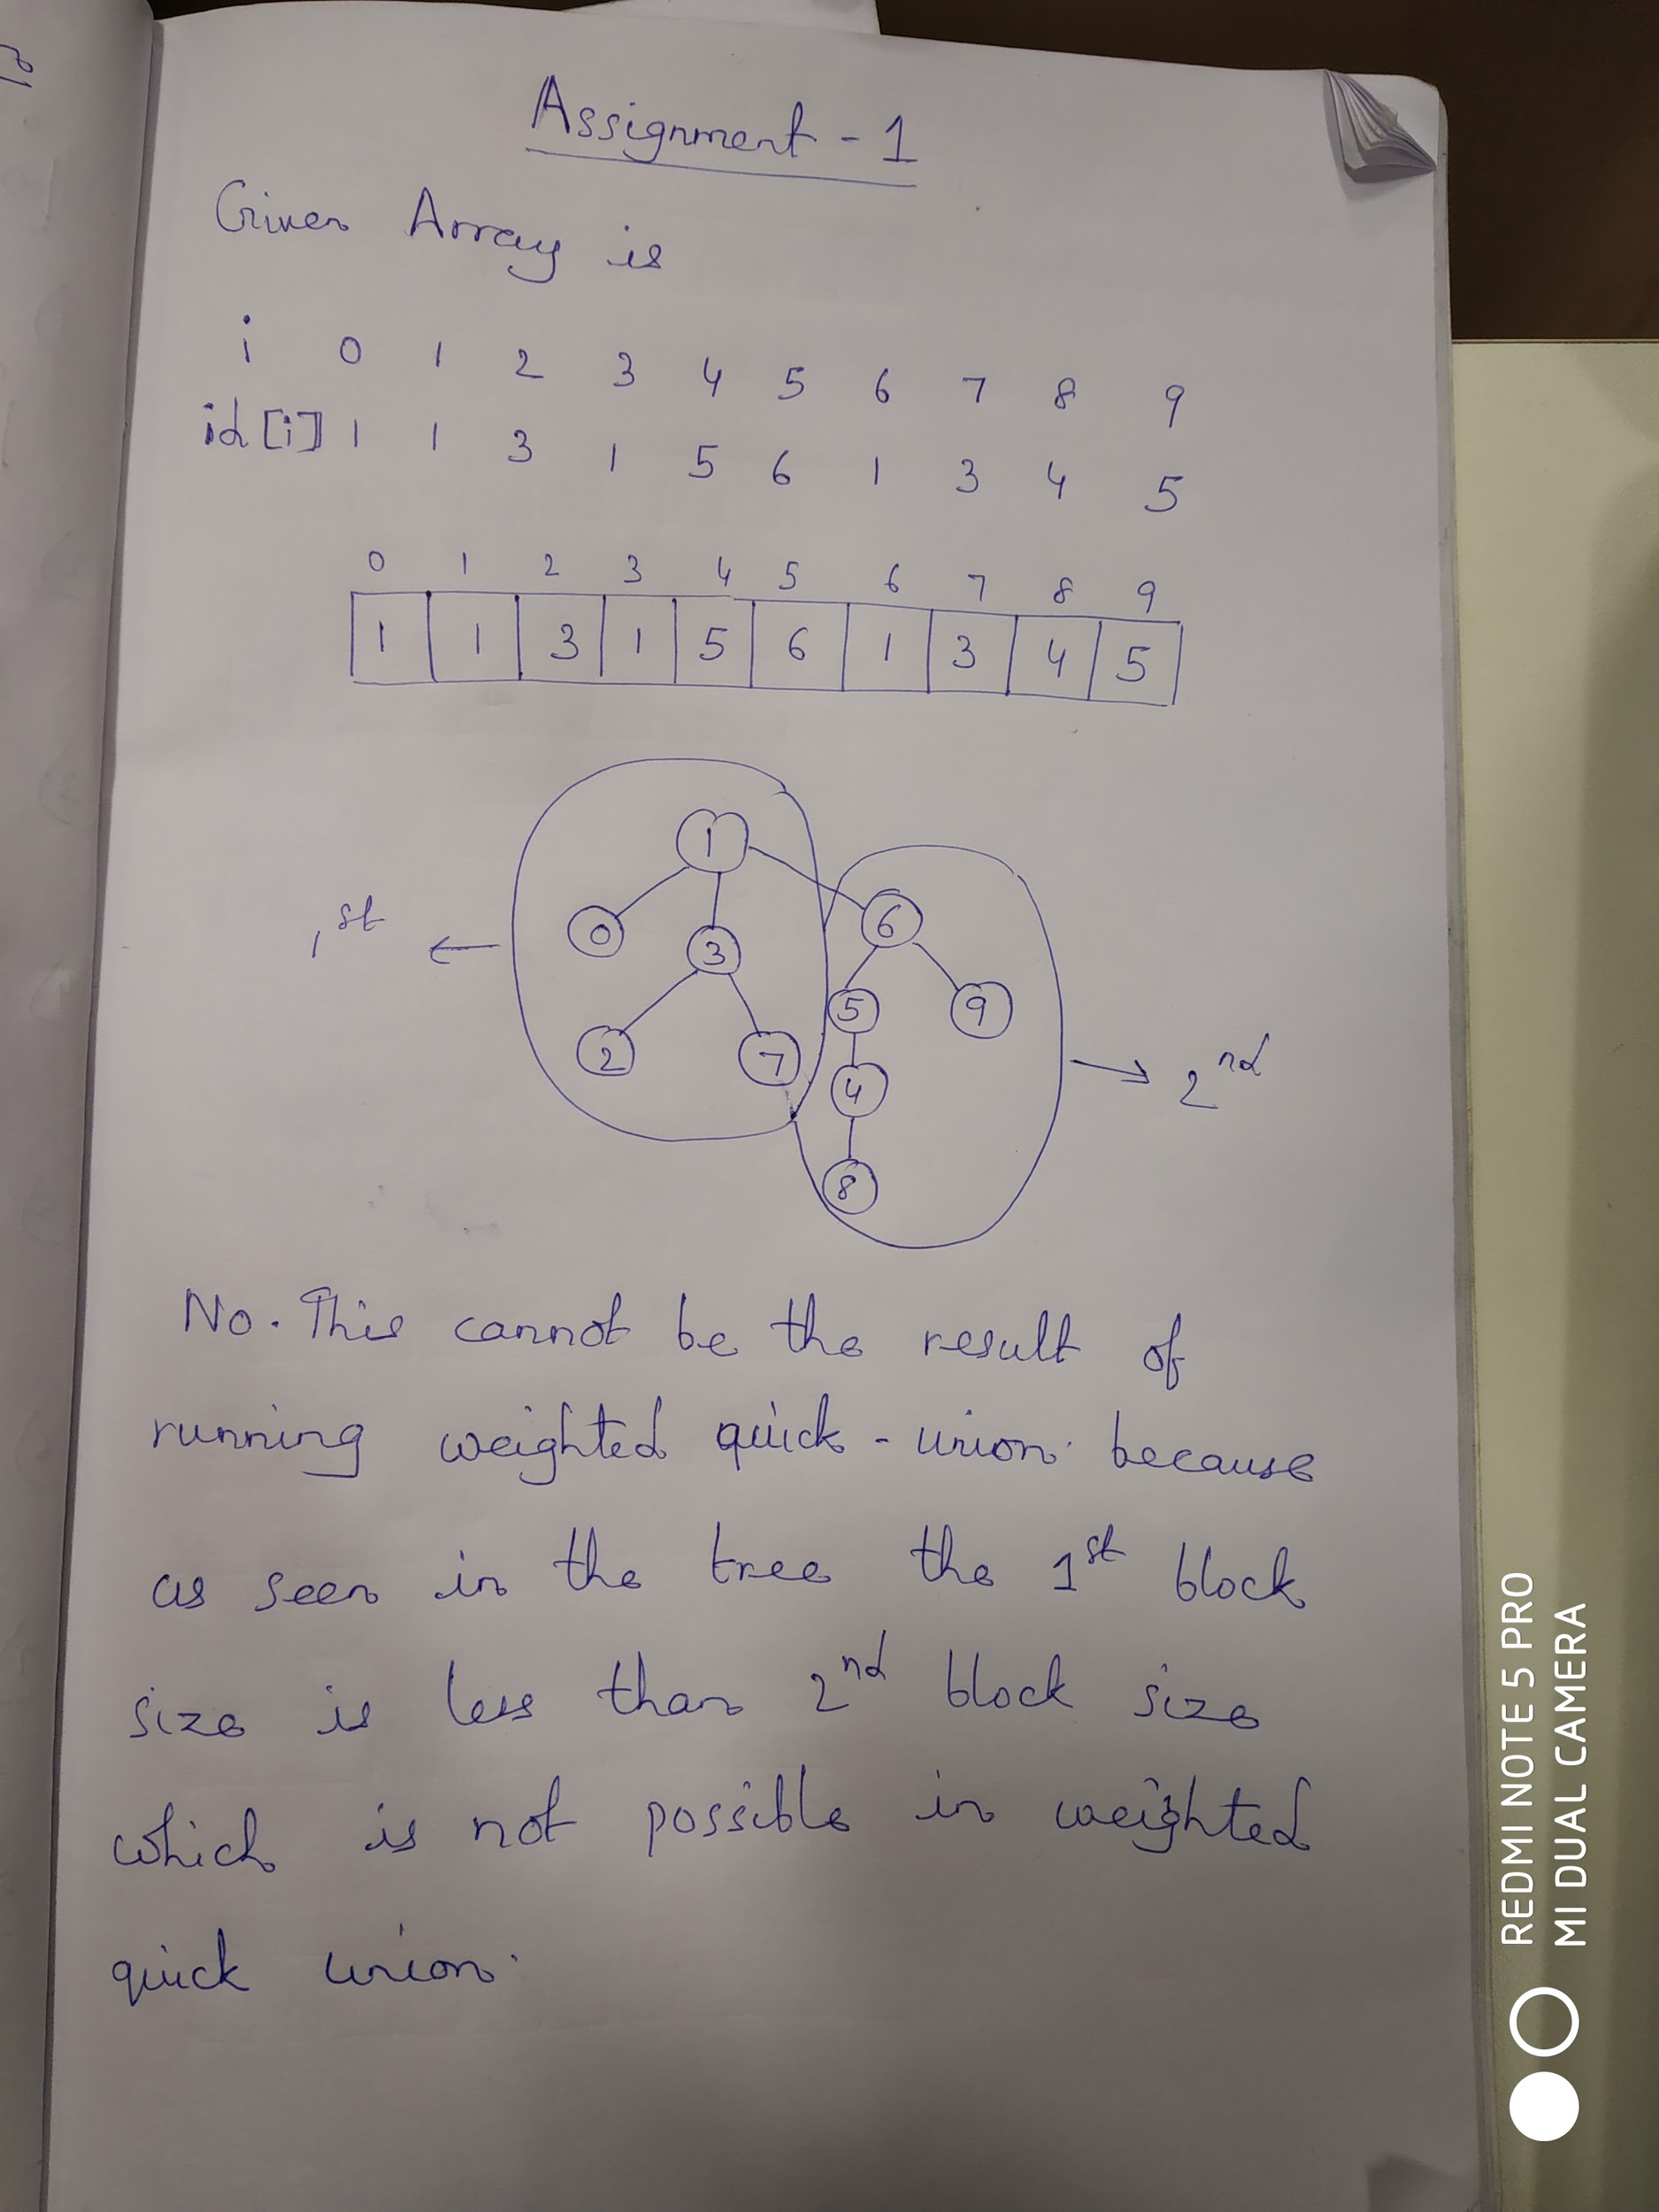 Assignment - 1
Given Array is
i 0 1 2 3 4 5 6 7 8 9
id[i] 1 1 3 1 5 6 1 3 4 5
0 1 2 3 4 5 6 7 8 9
1 1 3 1 5 6 1 3 4 5
1
0 3 6
1st
2 7 5 9
4
2nd
8
No. This cannot be the result of
running weighted quick-union because
as seen in the tree the 1st block
size is less than 2nd block size
which is not possible in weighted
quick union.
REDMI NOTE 5 PRO
MI DUAL CAMERA